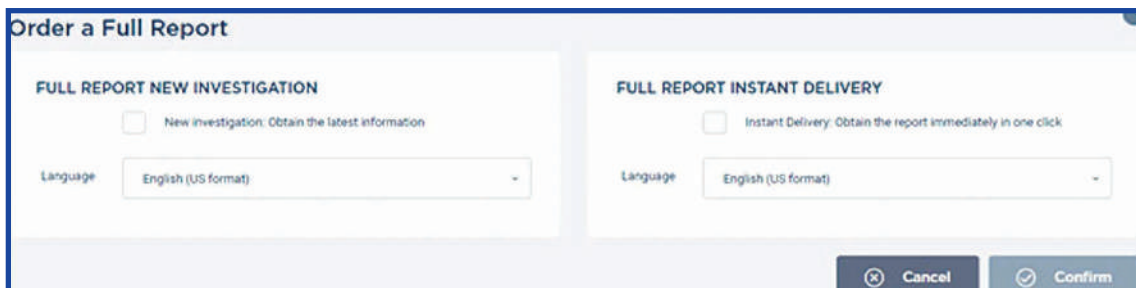 Order a Full Report
FULL REPORT NEW INVESTIGATION
New investigation: Obtain the latest information
Language
English (US format)
FULL REPORT INSTANT DELIVERY
Instant Delivery: Obtain the report immediately in one click
Language
English (US format)
Cancel
Confirm